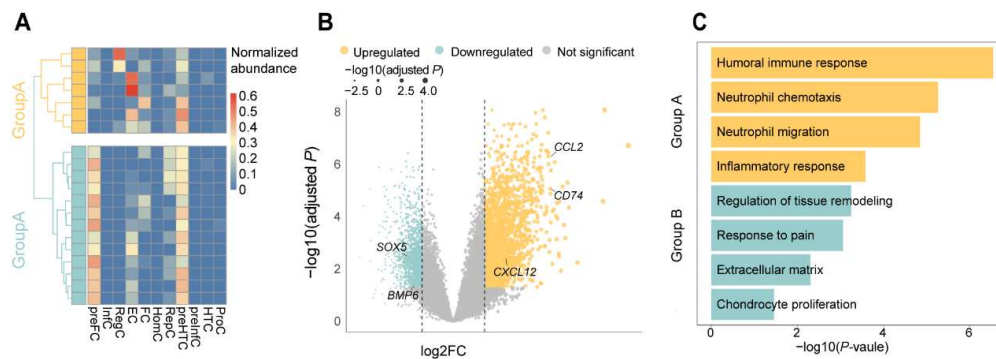 A
GroupA
GroupA
Normalized
abundance
0.6
0.5
0.4
0.3
0.2
0.1
0
preFC
InfC
RegC
EC
FC
HomC
RepC
preHTC
preInfC
HTC
ProC
B
Upregulated Downregulated Not significant
−log10(adjusted P)
−2.5 0 2.5 4.0
−log10(adjusted P)
8
6
4
2
0
CCL2
CD74
SOX5
CXCL12
BMP6
log2FC
C
Group A
Group B
Humoral immune response
Neutrophil chemotaxis
Neutrophil migration
Inflammatory response
Regulation of tissue remodeling
Response to pain
Extracellular matrix
Chondrocyte proliferation
0 2 4 6
−log10(P-vaule)